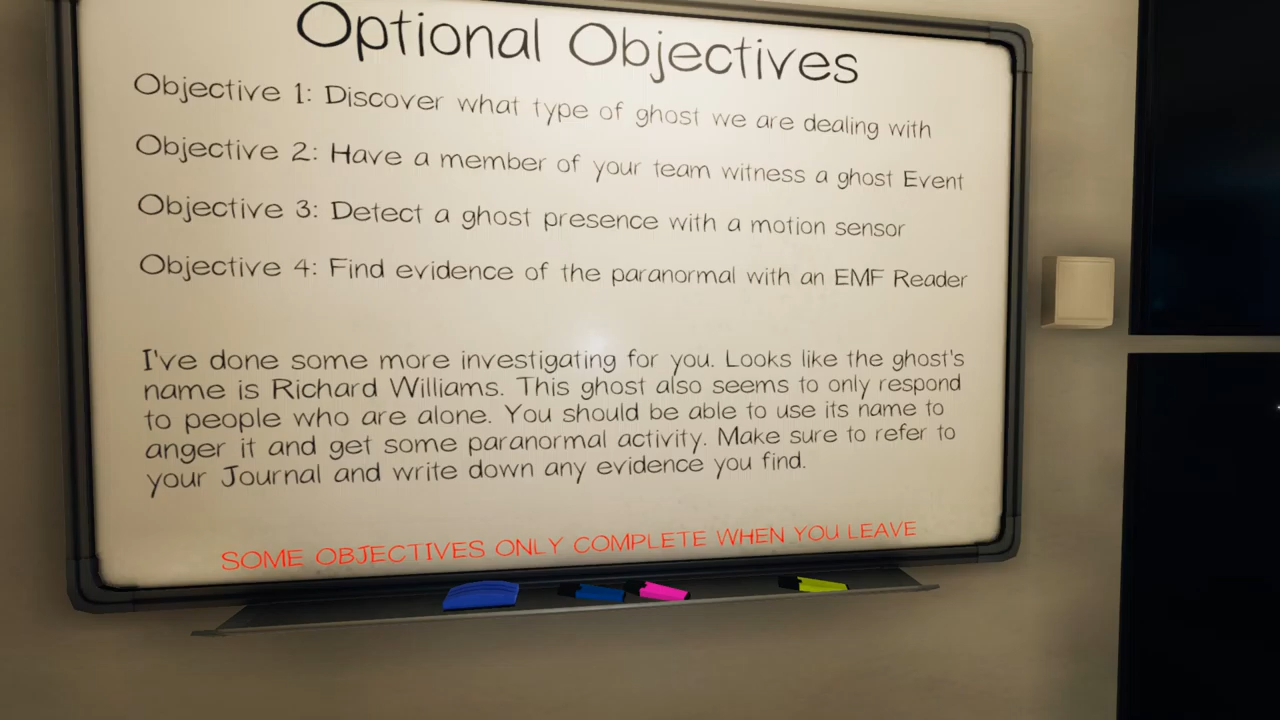 Optional Objectives
Objective 1: Discover what type of ghost we are dealing with
Objective 2: Have a member of your team witness a ghost Event
Objective 3: Detect a ghost presence with a motion sensor
Objective 4: Find evidence of the paranormal with an EMF Reader
I've done some more investigating for you. Looks like the ghost's
name is Richard Williams. This ghost also seems to only respond
to people who are alone. You should be able to use its name to
anger it and get some paranormal activity. Make sure to refer to
your Journal and write down any evidence you find.
SOME OBJECTIVES ONLY COMPLETE WHEN YOU LEAVE